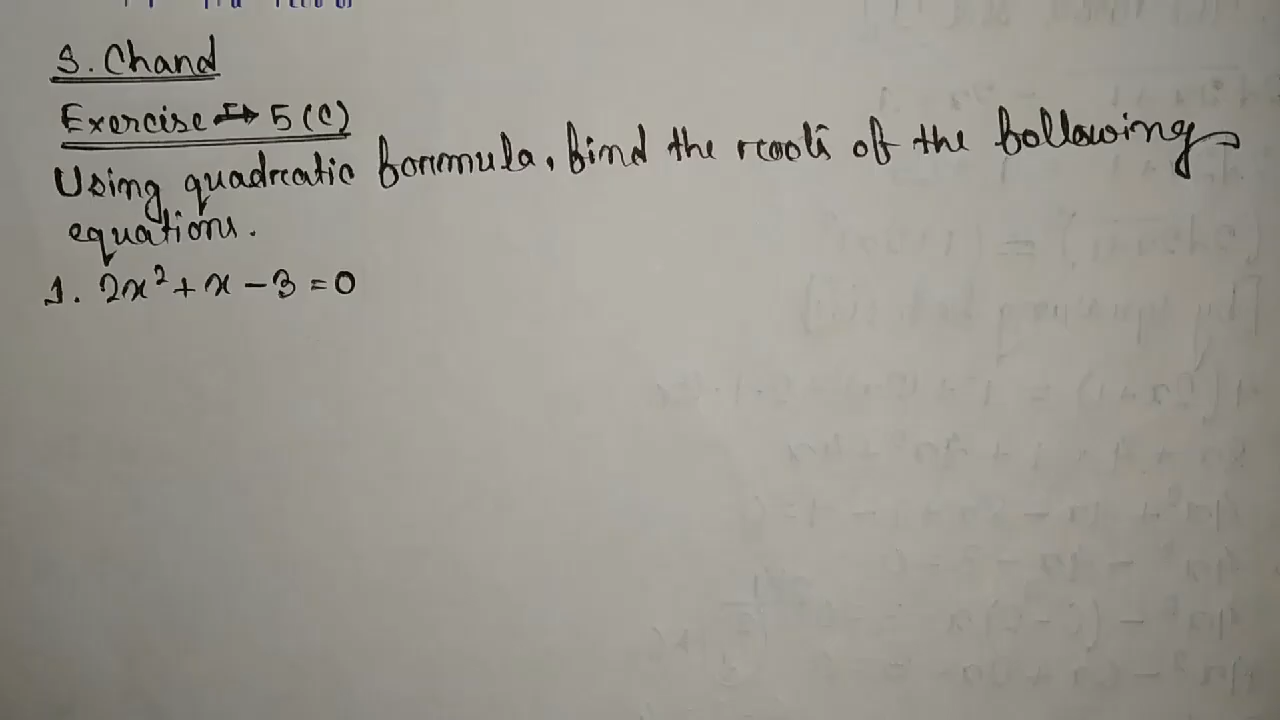 S. Chand
Exercise → 5(C)
Using quadratic formula, find the roots of the following
equations.
1. 2x² + x - 3 = 0